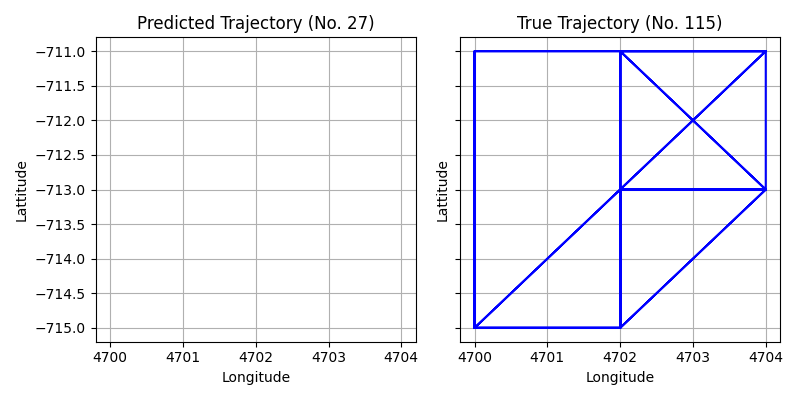 Predicted Trajectory (No. 27)
True Trajectory (No. 115)
Lattitude
−711.0
−711.5
−712.0
−712.5
−713.0
−713.5
−714.0
−714.5
−715.0
4700 4701 4702 4703 4704
Longitude
Lattitude
4700 4701 4702 4703 4704
Longitude